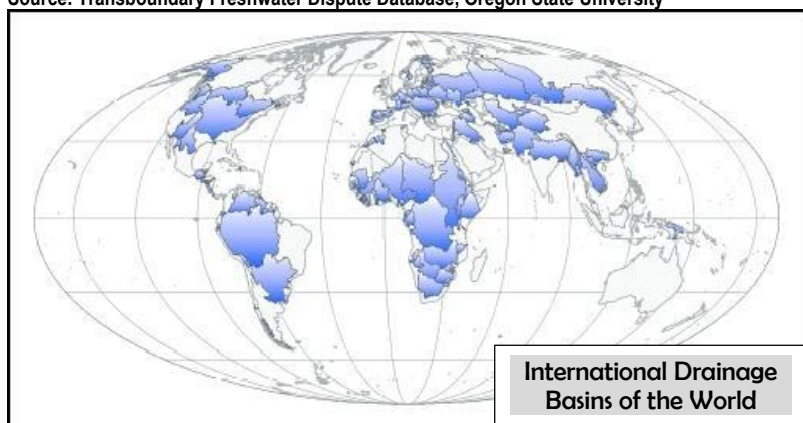 Source: Transboundary Freshwater Dispute Database, Oregon State University
International Drainage
Basins of the World